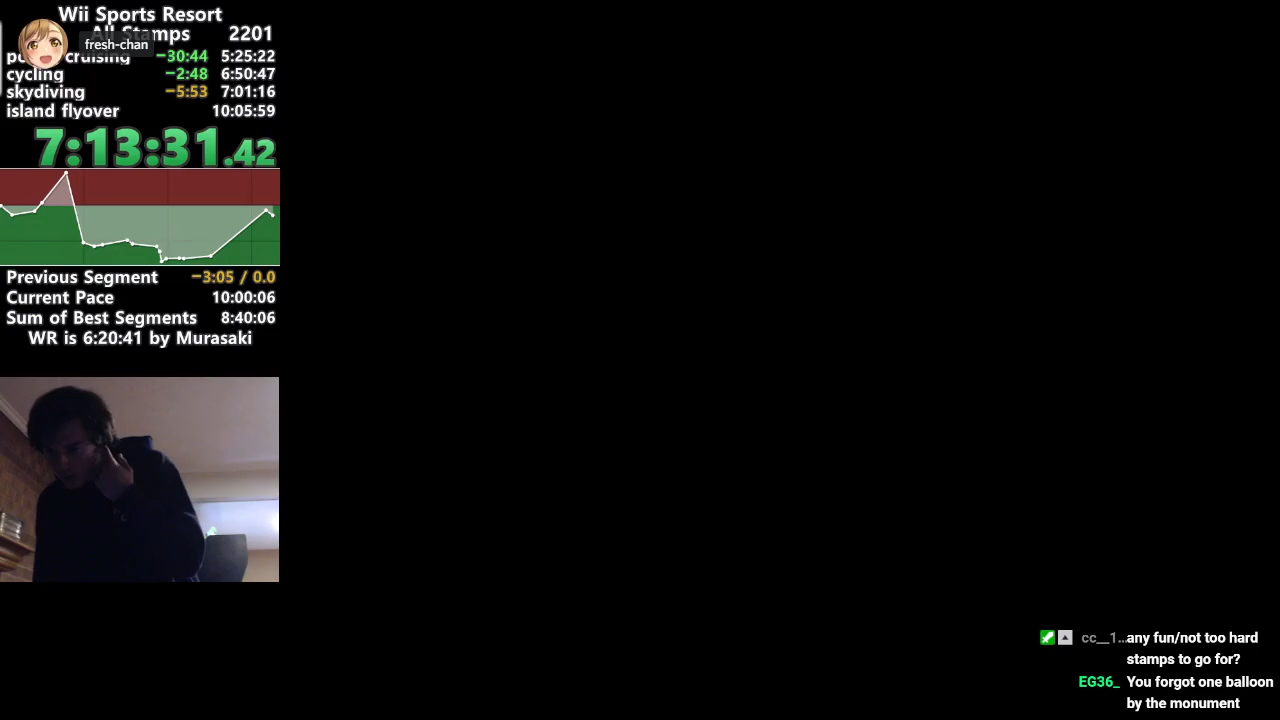 Wii Sports Resort
All Stamps 2201
fresh-chan
cruising −30:44 5:25:22
cycling −2:48 6:50:47
skydiving −5:53 7:01:16
island flyover 10:05:59
7:13:31.42
Previous Segment −3:05 / 0.0
Current Pace 10:00:06
Sum of Best Segments 8:40:06
WR is 6:20:41 by Murasaki
cc__1… any fun/not too hard
stamps to go for?
EG36_ You forgot one balloon
by the monument